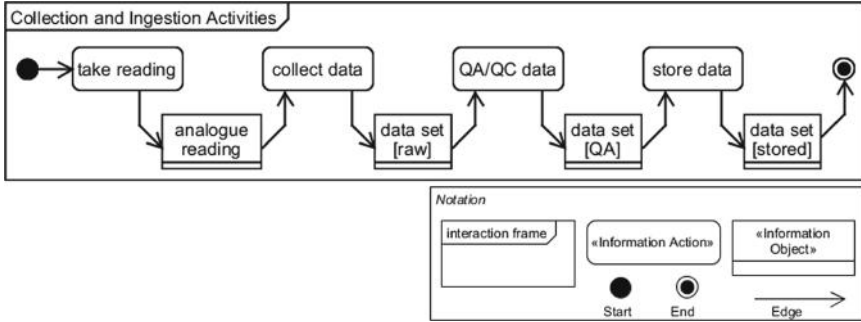 Collection and Ingestion Activities
take reading
collect data
QA/QC data
store data
analogue
reading
data set
[raw]
data set
[QA]
data set
[stored]
Notation
interaction frame
«Information Action»
«Information
Object»
Start
End
Edge